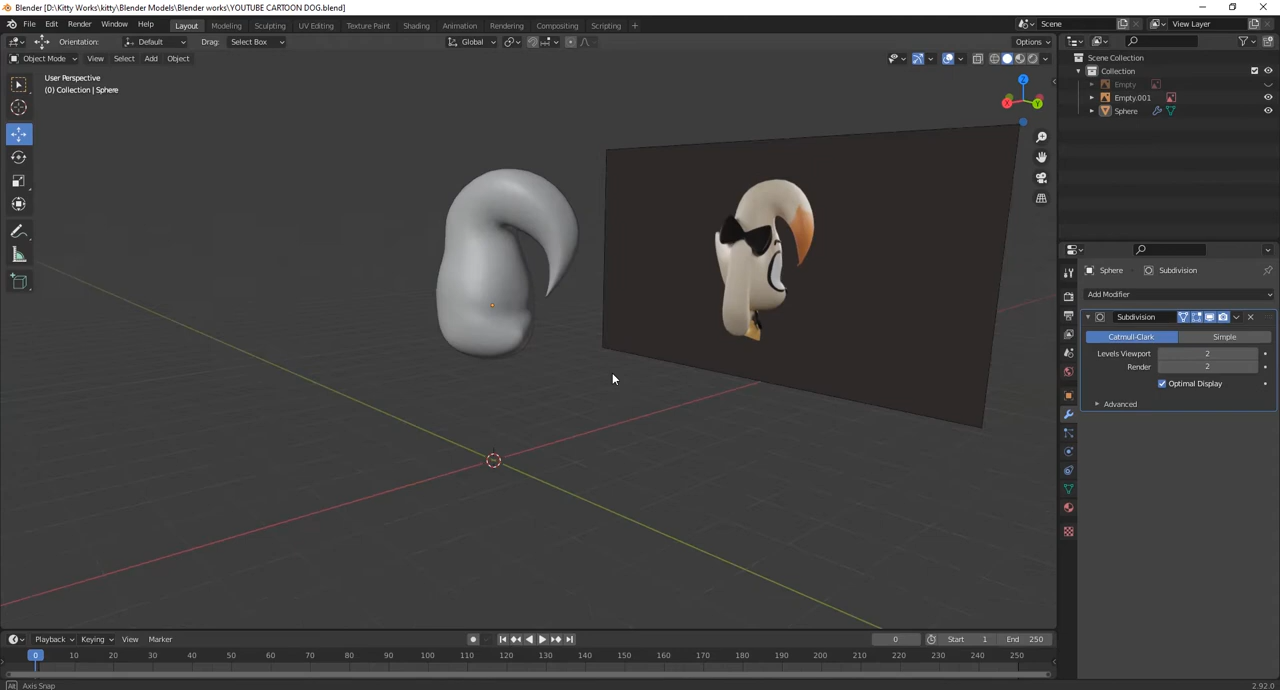 Blender [D:\Kitty Works\kitty\Blender Models\Blender works\YOUTUBE CARTOON DOG.blend]
File Edit Render Window Help Layout Modeling Sculpting UV Editing Texture Paint Shading Animation Rendering Compositing Scripting + Scene View Layer
Orientation: Default Drag: Select Box Global Options
Object Mode View Select Add Object
User Perspective
(0) Collection | Sphere
Z
X
Y
Scene Collection
Collection
Empty
Empty.001
Sphere
Sphere Subdivision
Add Modifier
Subdivision
Catmull-Clark Simple
Levels Viewport 2
Render 2
Optimal Display
Advanced
Playback Keying View Marker 0 Start 1 End 250
0 10 20 30 40 50 60 70 80 90 100 110 120 130 140 150 160 170 180 190 200 210 220 230 240 250
Alt Axis Snap 2.92.0